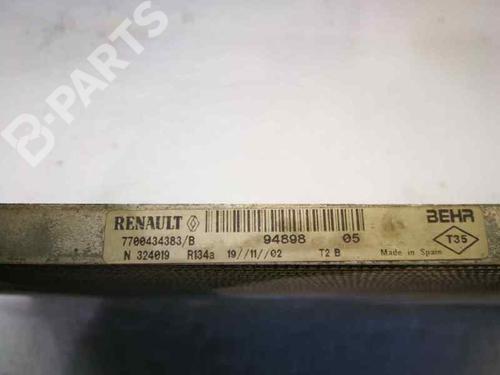 B-PARTS
RENAULT BEHR
7700434383/B 94898 05 T35
N 324019 R134a 19//11//02 T2 B Made in Spain